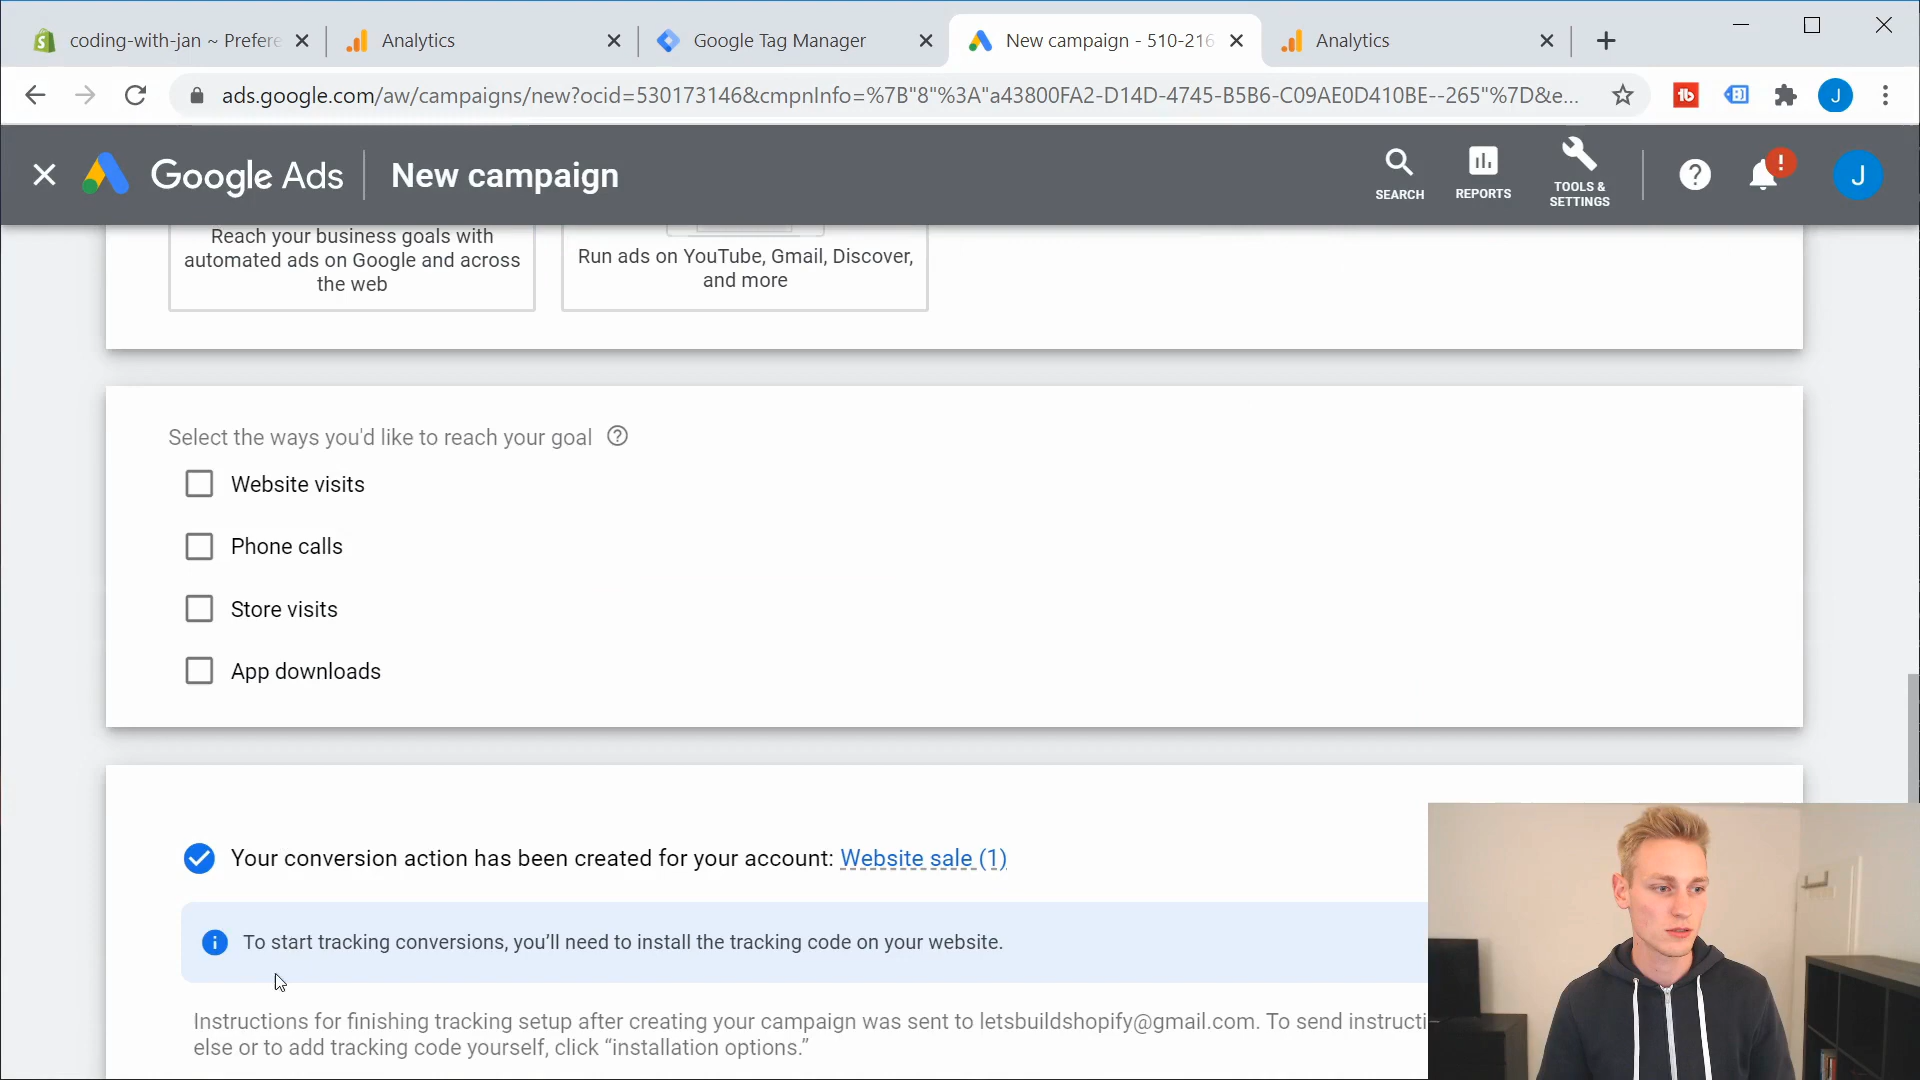 coding-with-jan ~ Prefere
Analytics
Google Tag Manager
New campaign - 510-216
Analytics
ads.google.com/aw/campaigns/new?ocid=530173146&cmpnInfo=%7B"8"%3A"a43800FA2-D14D-4745-B5B6-C09AE0D410BE--265"%7D&e...
J
Google Ads
New campaign
SEARCH
REPORTS
TOOLS &
SETTINGS
J
Reach your business goals with
automated ads on Google and across
the web
Run ads on YouTube, Gmail, Discover,
and more
Select the ways you'd like to reach your goal
Website visits
Phone calls
Store visits
App downloads
Your conversion action has been created for your account: Website sale (1)
To start tracking conversions, you'll need to install the tracking code on your website.
Instructions for finishing tracking setup after creating your campaign was sent to letsbuildshopify@gmail.com. To send instructi
else or to add tracking code yourself, click “installation options.”